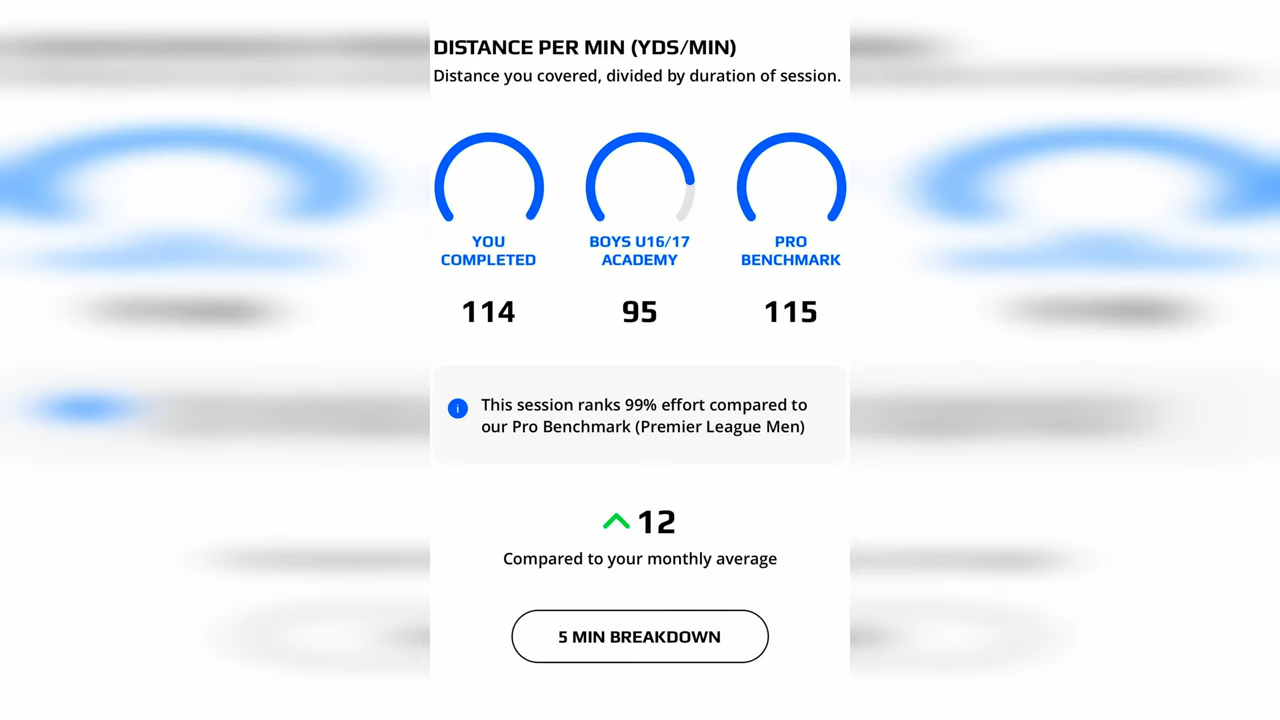 DISTANCE PER MIN (YDS/MIN)
Distance you covered, divided by duration of session.
YOU
COMPLETED
114
BOYS U16/17
ACADEMY
95
PRO
BENCHMARK
115
i
This session ranks 99% effort compared to
our Pro Benchmark (Premier League Men)
12
Compared to your monthly average
5 MIN BREAKDOWN